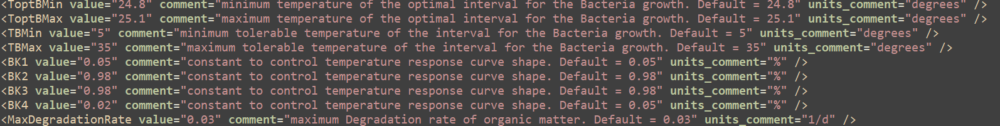 <ToptBMin value="24.8" comment="minimum temperature of the optimal interval for the Bacteria growth. Default = 24.8" units_comment="degrees" />
<ToptBMax value="25.1" comment="maximum temperature of the optimal interval for the Bacteria growth. Default = 25.1" units_comment="degrees" />
<TBMin value="5" comment="minimum tolerable temperature of the interval for the Bacteria growth. Default = 5" units_comment="degrees" />
<TBMax value="35" comment="maximum tolerable temperature of the interval for the Bacteria growth. Default = 35" units_comment="degrees" />
<BK1 value="0.05" comment="constant to control temperature response curve shape. Default = 0.05" units_comment="%" />
<BK2 value="0.98" comment="constant to control temperature response curve shape. Default = 0.98" units_comment="%" />
<BK3 value="0.98" comment="constant to control temperature response curve shape. Default = 0.98" units_comment="%" />
<BK4 value="0.02" comment="constant to control temperature response curve shape. Default = 0.05" units_comment="%" />
<MaxDegradationRate value="0.03" comment="maximum Degradation rate of organic matter. Default = 0.03" units_comment="1/d" />